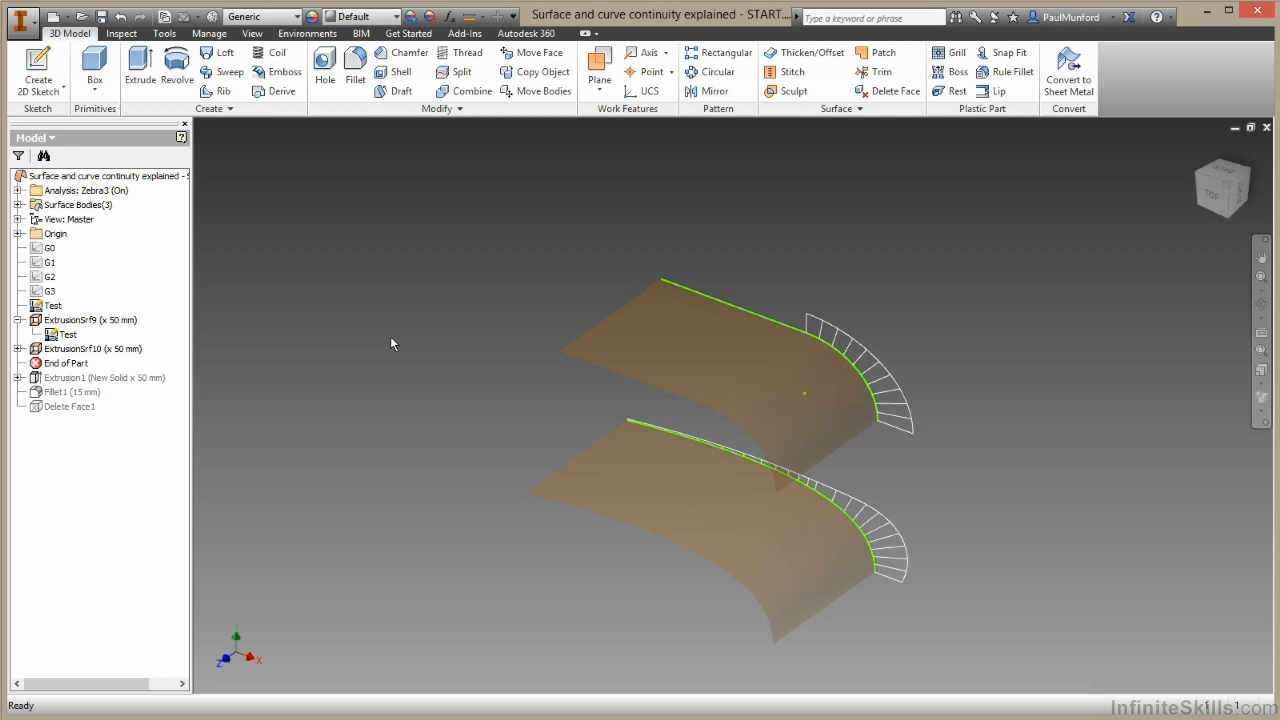 Generic
Default
Surface and curve continuity explained - START....
Type a keyword or phrase
PaulMunford
3D Model
Inspect
Tools
Manage
View
Environments
BIM
Get Started
Add-Ins
Autodesk 360
Create
2D Sketch
Box
Extrude
Revolve
Loft
Sweep
Rib
Coil
Emboss
Derive
Hole
Fillet
Chamfer
Shell
Draft
Thread
Split
Combine
Move Face
Copy Object
Move Bodies
Plane
Axis
Point
UCS
Rectangular
Circular
Mirror
Thicken/Offset
Stitch
Sculpt
Patch
Trim
Delete Face
Grill
Boss
Rest
Snap Fit
Rule Fillet
Lip
Convert to
Sheet Metal
Sketch
Primitives
Create
Modify
Work Features
Pattern
Surface
Plastic Part
Convert
Model
Surface and curve continuity explained - S
Analysis: Zebra3 (On)
Surface Bodies(3)
View: Master
Origin
G0
G1
G2
G3
Test
ExtrusionSrf9 (x 50 mm)
Test
ExtrusionSrf10 (x 50 mm)
End of Part
Extrusion1 (New Solid x 50 mm)
Fillet1 (15 mm)
Delete Face1
TOP
Y
Z
X
Ready
1
InfiniteSkills.com